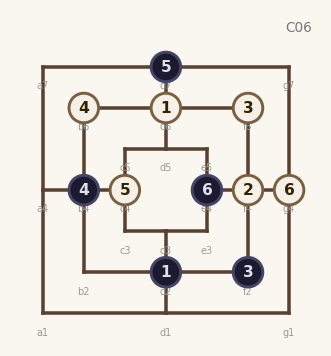 C06
5
a7 d7 g7
4 1 3
b6 d6 f6
c5 d5 e5
4 5 6 2 6
a4 b4 c4 e4 f4 g4
c3 d3 e3
1 3
b2 d2 f2
a1 d1 g1